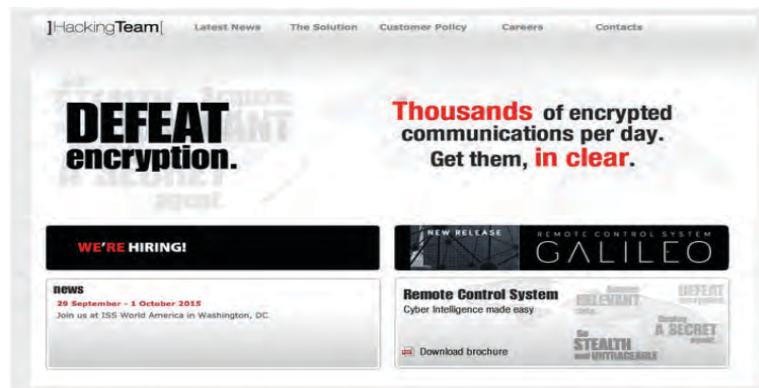 ]HackingTeam[
Latest News The Solution Customer Policy Careers Contacts
DEFEAT
encryption.
Thousands of encrypted
communications per day.
Get them, in clear.
WE'RE HIRING!
NEW RELEASE
REMOTE CONTROL SYSTEM
GALILEO
news
29 September - 1 October 2015
Join us at ISS World America in Washington, DC
Remote Control System
Cyber Intelligence made easy
Download brochure
RELEVANT
DEFEAT
A SECRET
agent.
STEALTH
and UNTRACEABLE